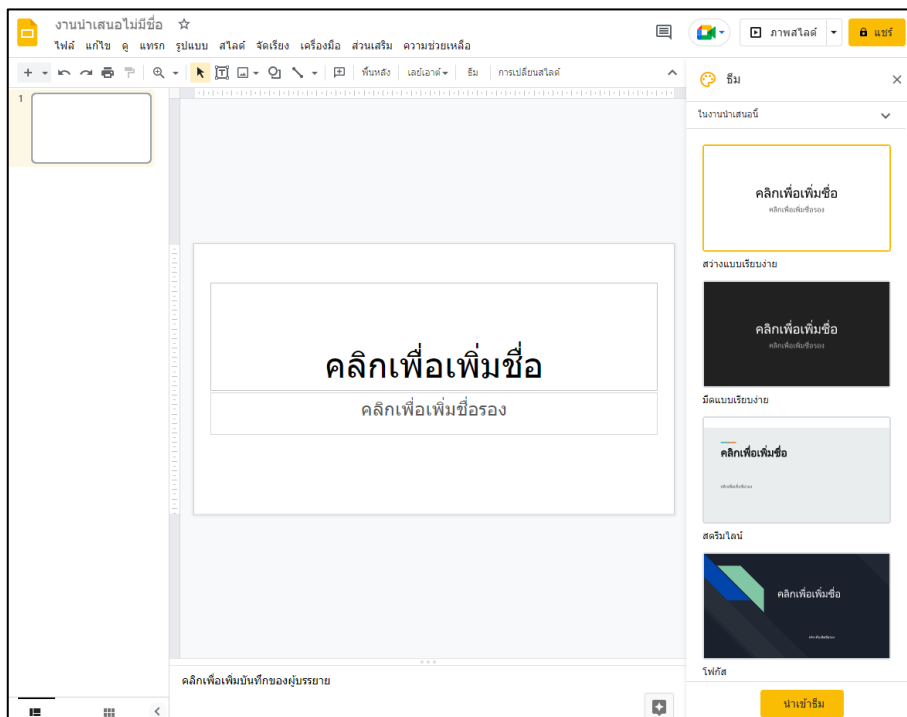 งานนำเสนอไม่มีชื่อ
ไฟล์ แก้ไข ดู แทรก รูปแบบ สไลด์ จัดเรียง เครื่องมือ ส่วนเสริม ความช่วยเหลือ
ภาพสไลด์
แชร์
พื้นหลัง เลย์เอาต์ ธีม การเปลี่ยนสไลด์
1
คลิกเพื่อเพิ่มชื่อ
คลิกเพื่อเพิ่มชื่อรอง
คลิกเพื่อเพิ่มบันทึกของผู้บรรยาย
ธีม
ในงานนำเสนอนี้
คลิกเพื่อเพิ่มชื่อ
คลิกเพื่อเพิ่มชื่อรอง
สว่างแบบเรียบง่าย
คลิกเพื่อเพิ่มชื่อ
คลิกเพื่อเพิ่มชื่อรอง
มืดแบบเรียบง่าย
คลิกเพื่อเพิ่มชื่อ
สตรีมไลน์
คลิกเพื่อเพิ่มชื่อ
โฟกัส
นำเข้าธีม